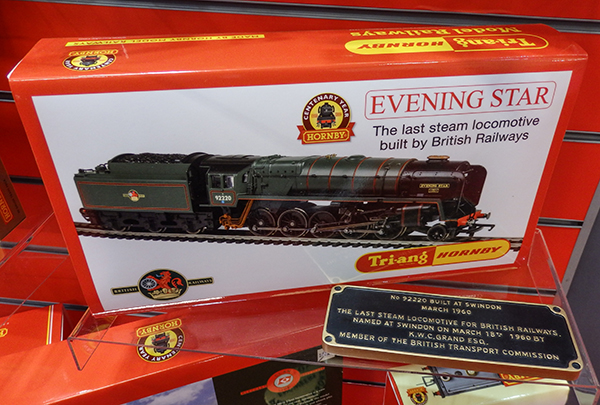 Tri-ang HORNBY
Model Railways
CENTENARY YEAR
HORNBY
EVENING STAR
The last steam locomotive
built by British Railways
EVENING STAR
92220
Tri-ang HORNBY
BRITISH RAILWAYS
HORNBY
No 92220 BUILT AT SWINDON
MARCH 1960
THE LAST STEAM LOCOMOTIVE FOR BRITISH RAILWAYS
NAMED AT SWINDON ON MARCH 18TH 1960 BY
K.W.C. GRAND ESQ.
MEMBER OF THE BRITISH TRANSPORT COMMISSION